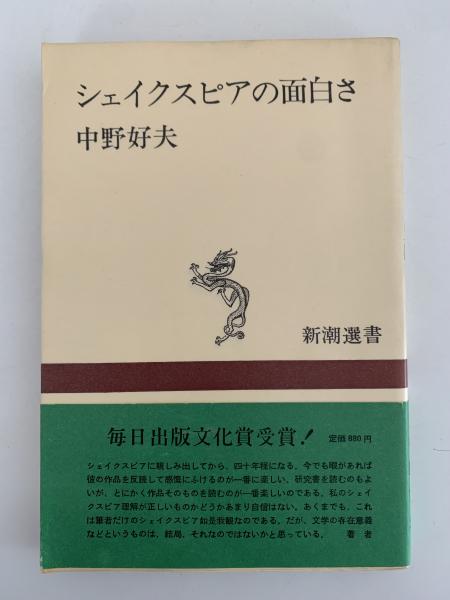 シェイクスピアの面白さ
中野好夫
新潮選書
毎日出版文化賞受賞! 定価880円
シェイクスピアに親しみ出してから、四十年程になる。今でも暇があれば
彼の作品を反読して感慨にふけるのが一番に楽しい、研究書を読むのもよ
いが、とにかく作品そのものを読むのが一番楽しいのである。私のシェイ
クスピア理解が正しいものかどうかあまり自信はない。あくまでも、これ
は筆者だけのシェイクスピア如是我観なのである。だが、文学の存在意義
などというものは、結局、それなのではないかと思っている。 著者